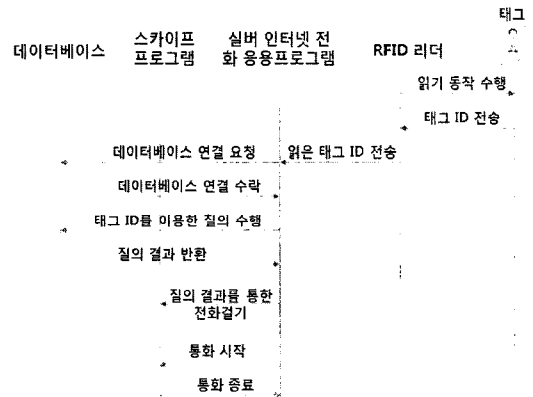 태그
데이터베이스
스카이프
프로그램
실버 인터넷 전
화 응용프로그램
RFID 리더
읽기 동작 수행
태그 ID 전송
데이터베이스 연결 요청
읽은 태그 ID 전송
데이터베이스 연결 수락
태그 ID를 이용한 질의 수행
질의 결과 반환
질의 결과를 통한
전화걸기
통화 시작
통화 종료